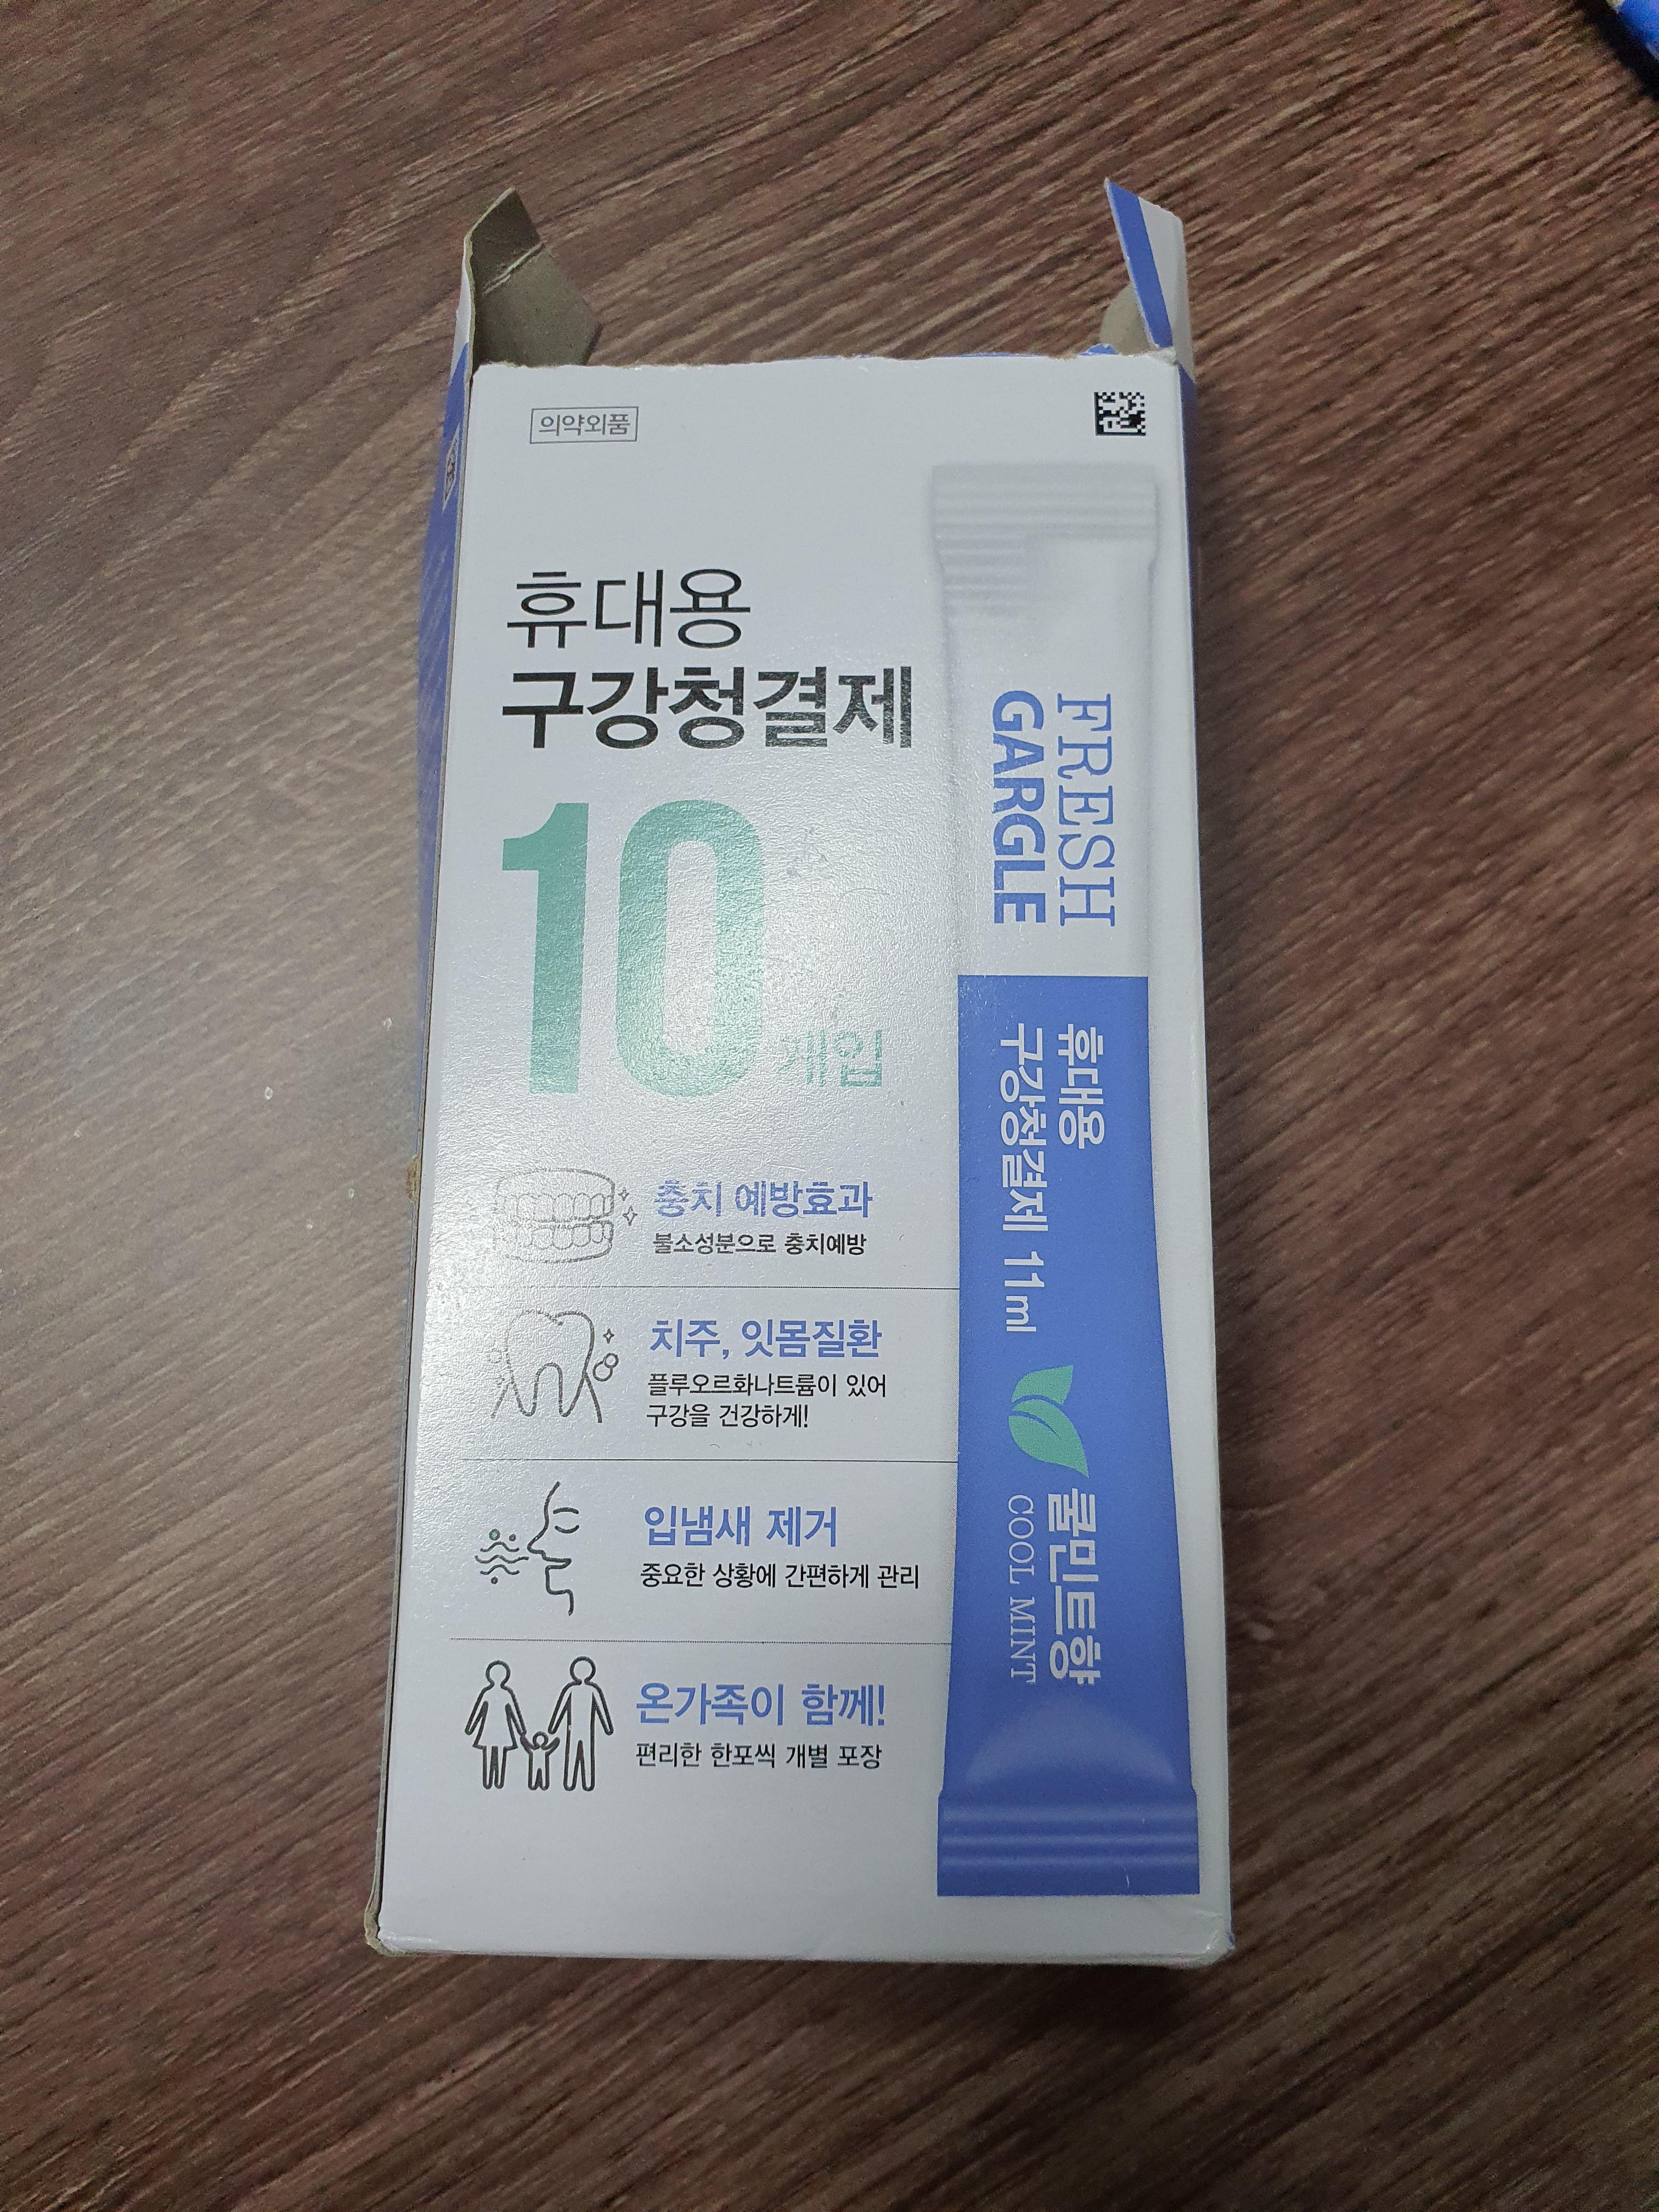 의약외품
휴대용
구강청결제
10개입
충치 예방효과
불소성분으로 충치예방
치주, 잇몸질환
플루오르화나트륨이 있어
구강을 건강하게!
입냄새 제거
중요한 상황에 간편하게 관리
온가족이 함께!
편리한 한포씩 개별 포장
FRESH
GARGLE
휴대용
구강청결제 11ml
쿨민트향
COOL MINT